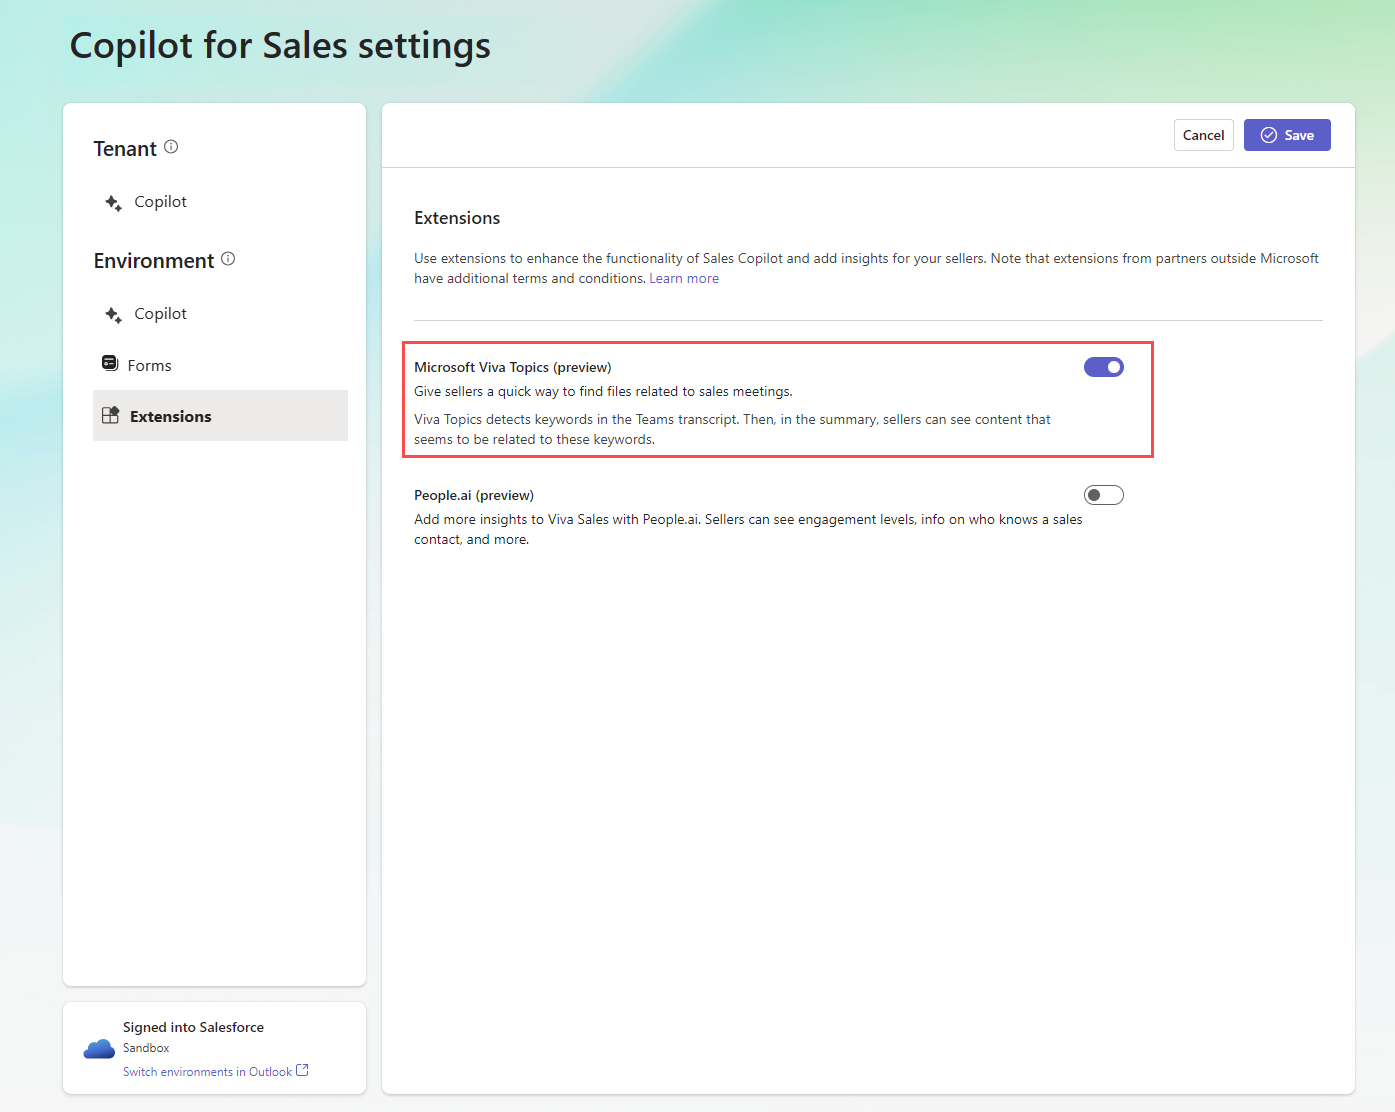 Copilot for Sales settings
Tenant
Copilot
Environment
Copilot
Forms
Extensions
Signed into Salesforce
Sandbox
Switch environments in Outlook
Cancel
Save
Extensions
Use extensions to enhance the functionality of Sales Copilot and add insights for your sellers. Note that extensions from partners outside Microsoft
have additional terms and conditions. Learn more
Microsoft Viva Topics (preview)
Give sellers a quick way to find files related to sales meetings.
Viva Topics detects keywords in the Teams transcript. Then, in the summary, sellers can see content that
seems to be related to these keywords.
People.ai (preview)
Add more insights to Viva Sales with People.ai. Sellers can see engagement levels, info on who knows a sales
contact, and more.